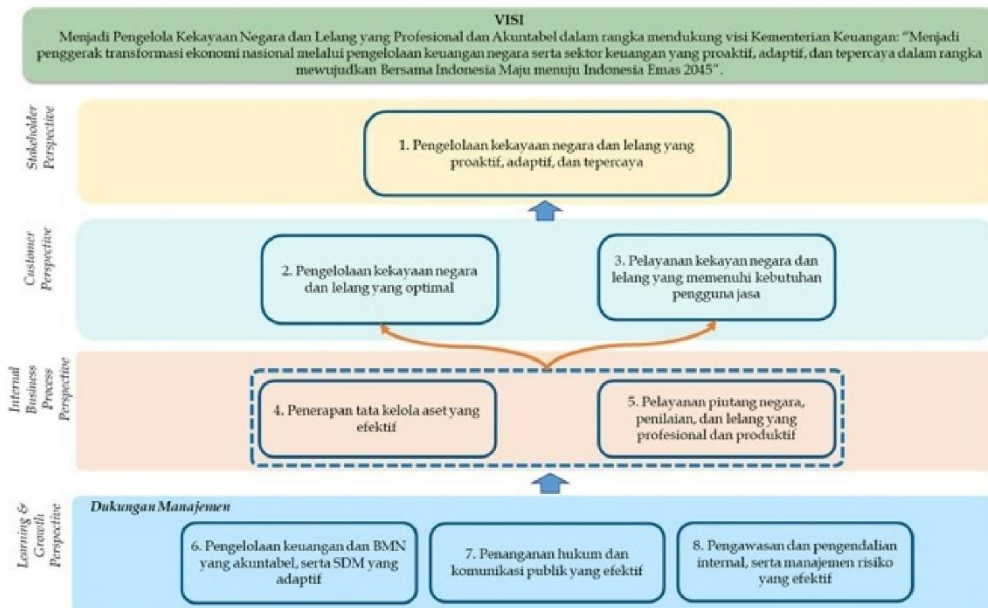 VISI
Menjadi Pengelola Kekayaan Negara dan Lelang yang Profesional dan Akuntabel dalam rangka mendukung visi Kementerian Keuangan: “Menjadi
penggerak transformasi ekonomi nasional melalui pengelolaan keuangan negara serta sektor keuangan yang proaktif, adaptif, dan tepercaya dalam rangka
mewujudkan Bersama Indonesia Maju menuju Indonesia Emas 2045”.
Stakeholder
Perspective
1. Pengelolaan kekayaan negara dan lelang yang
proaktif, adaptif, dan tepercaya
Customer
Perspective
2. Pengelolaan kekayaan negara
dan lelang yang optimal
3. Pelayanan kekayan negara dan
lelang yang memenuhi kebutuhan
pengguna jasa
Internal
Business
Process
Perspective
4. Penerapan tata kelola aset yang
efektif
5. Pelayanan piutang negara,
penilaian, dan lelang yang
profesional dan produktif
Learning &
Growth
Perspective
Dukungan Manajemen
6. Pengelolaan keuangan dan BMN
yang akuntabel, serta SDM yang
adaptif
7. Penanganan hukum dan
komunikasi publik yang efektif
8. Pengawasan dan pengendalian
internal, serta manajemen risiko
yang efektif